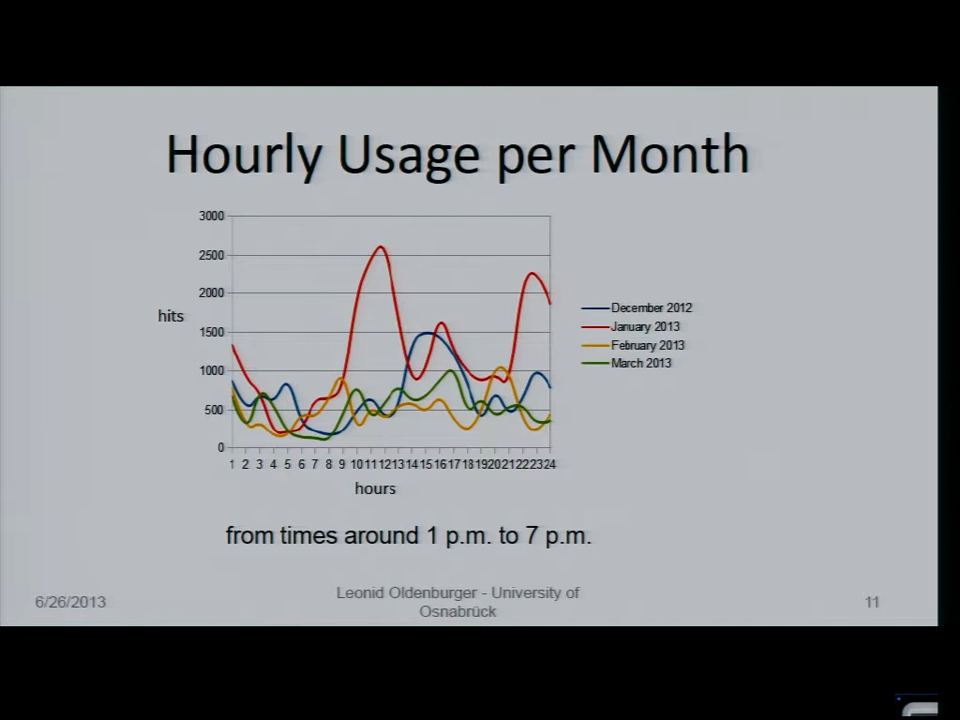 Hourly Usage per Month
3000
2500
2000
1500
1000
500
0
hits
1 2 3 4 5 6 7 8 9 10 11 12 13 14 15 16 17 18 19 20 21 22 23 24
hours
December 2012
January 2013
February 2013
March 2013
from times around 1 p.m. to 7 p.m.
6/26/2013
Leonid Oldenburger - University of
Osnabrück
11